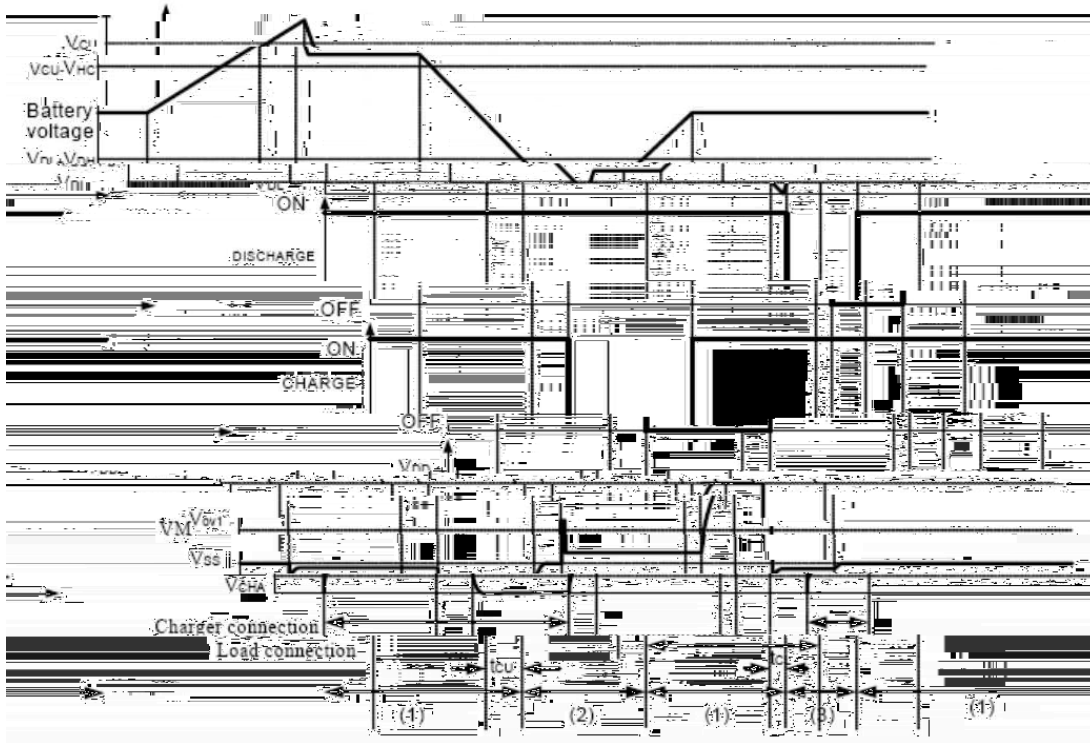 VCU
VCU-VHC
Battery
voltage
VDL+VDH
VDL
ON
DISCHARGE
OFF
ON
CHARGE
OFF
VDD
VM
Vov1
VSS
VCHA
Charger connection
Load connection
tcu
(1)
(2)
(1)
(3)
(1)